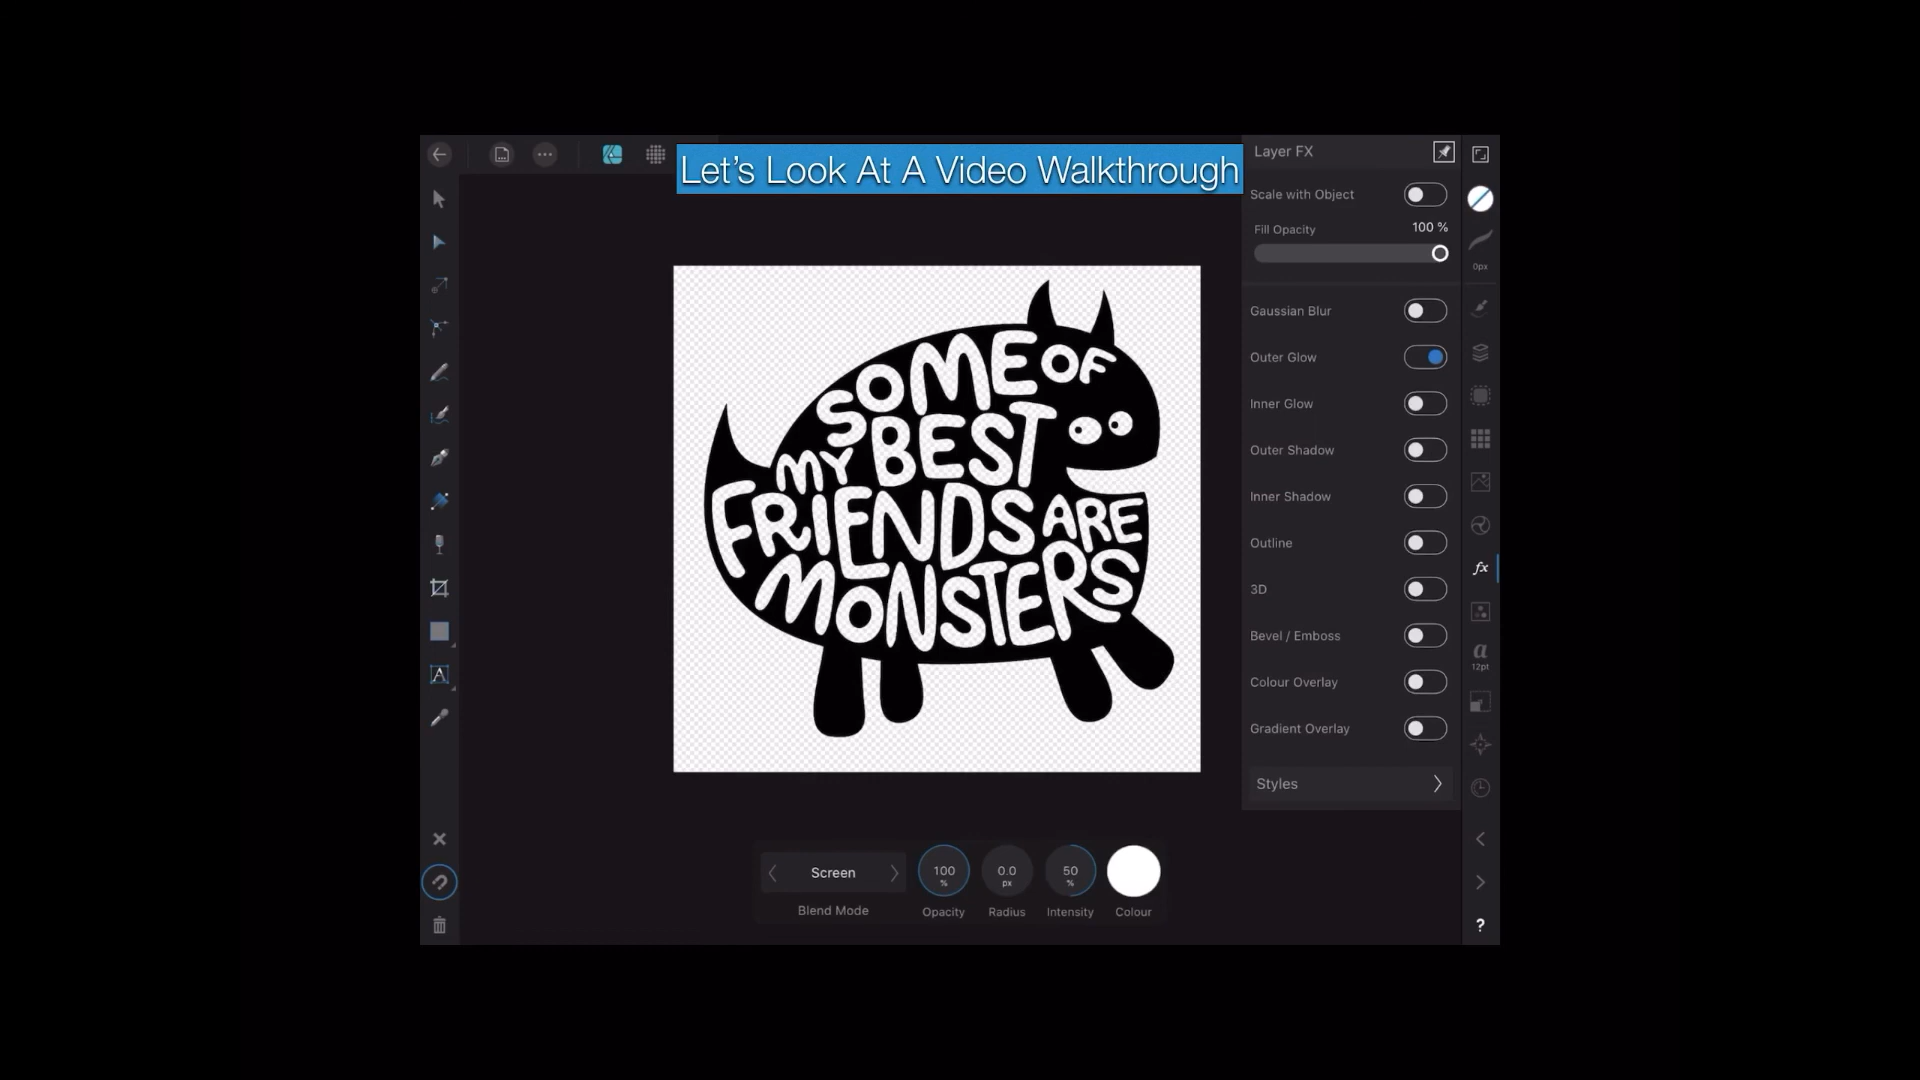 Let's Look At A Video Walkthrough
Layer FX
Scale with Object
Fill Opacity 100 %
0px
Gaussian Blur
Outer Glow
Inner Glow
Outer Shadow
Inner Shadow
Outline
fx
3D
Bevel / Emboss
a
12pt
Colour Overlay
Gradient Overlay
Styles
SOME OF
MY BEST
FRIENDS ARE
MONSTERS
A
Screen
Blend Mode
100 %
Opacity
0.0 px
Radius
50 %
Intensity
Colour
?